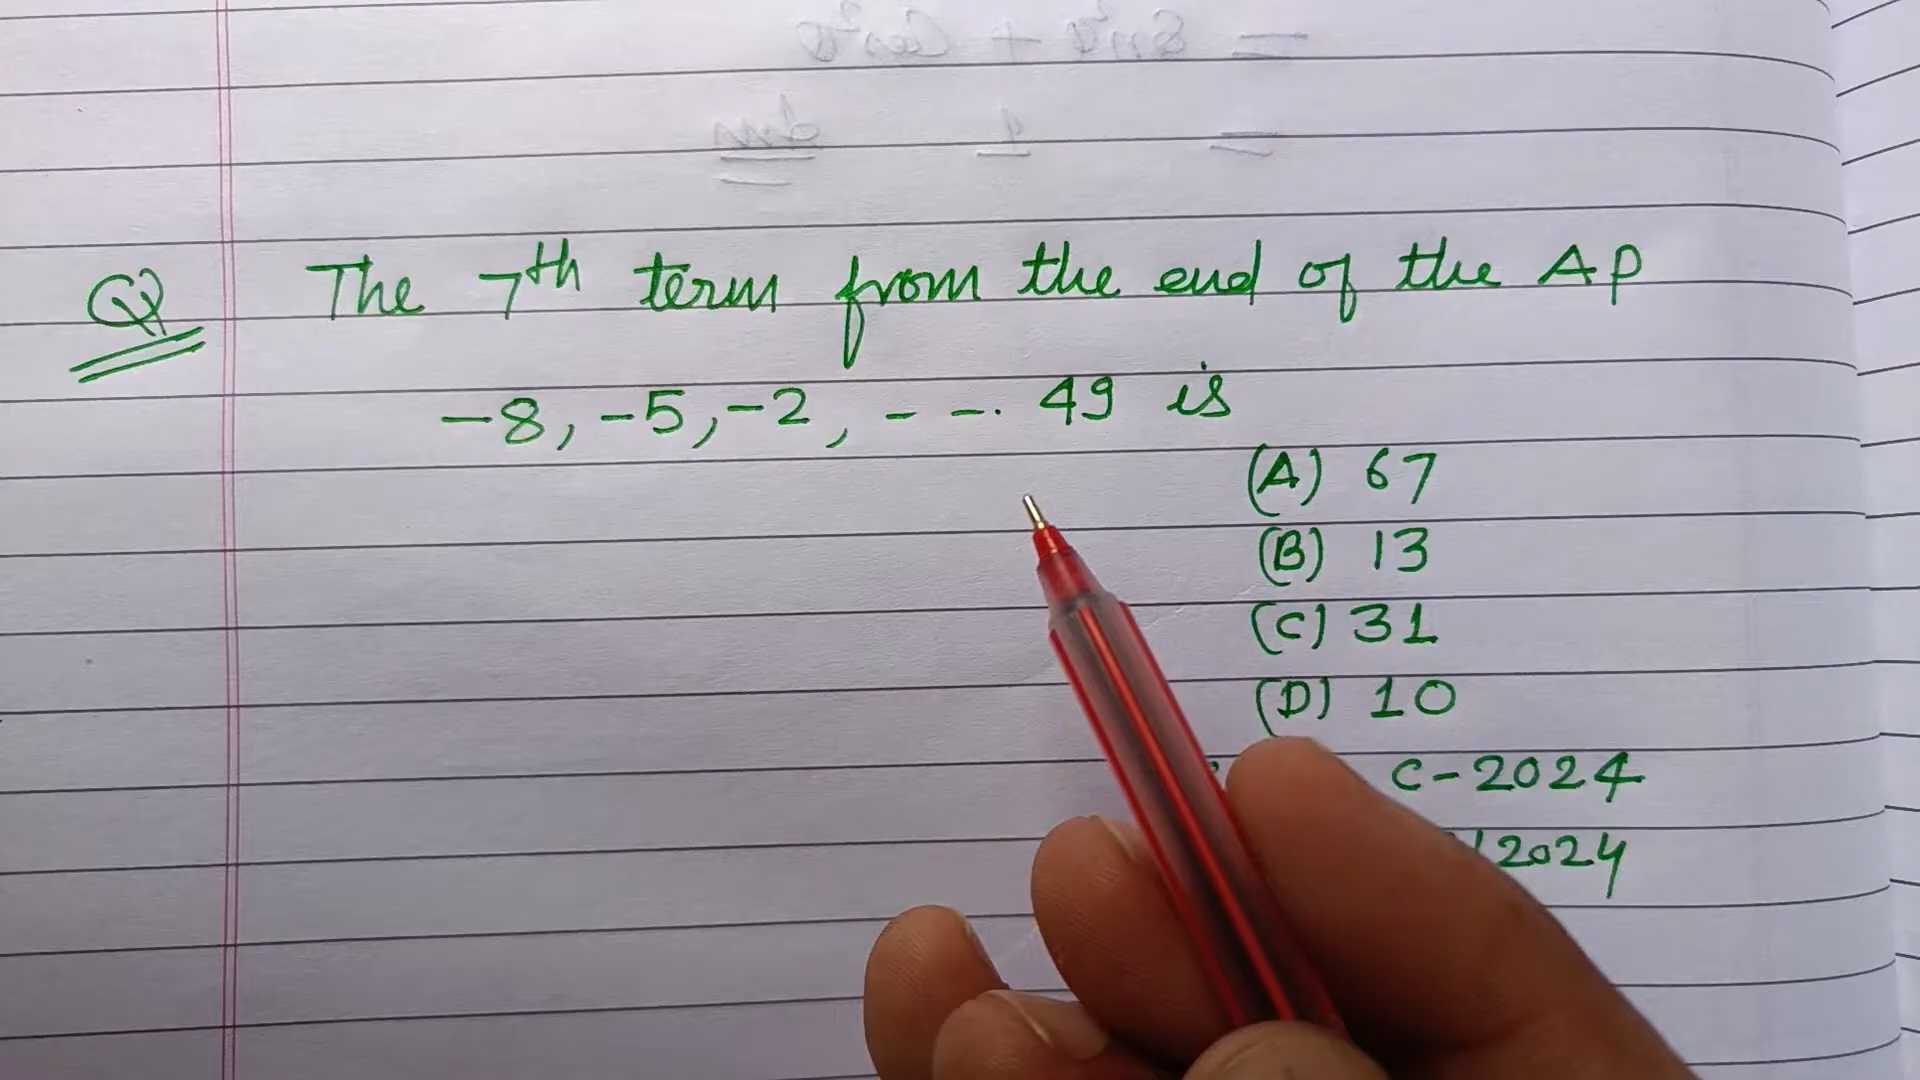 Q The 7th term from the end of the AP
-8, -5, -2, - -. 49 is
(A) 67
(B) 13
(C) 31
(D) 10
C-2024
2024